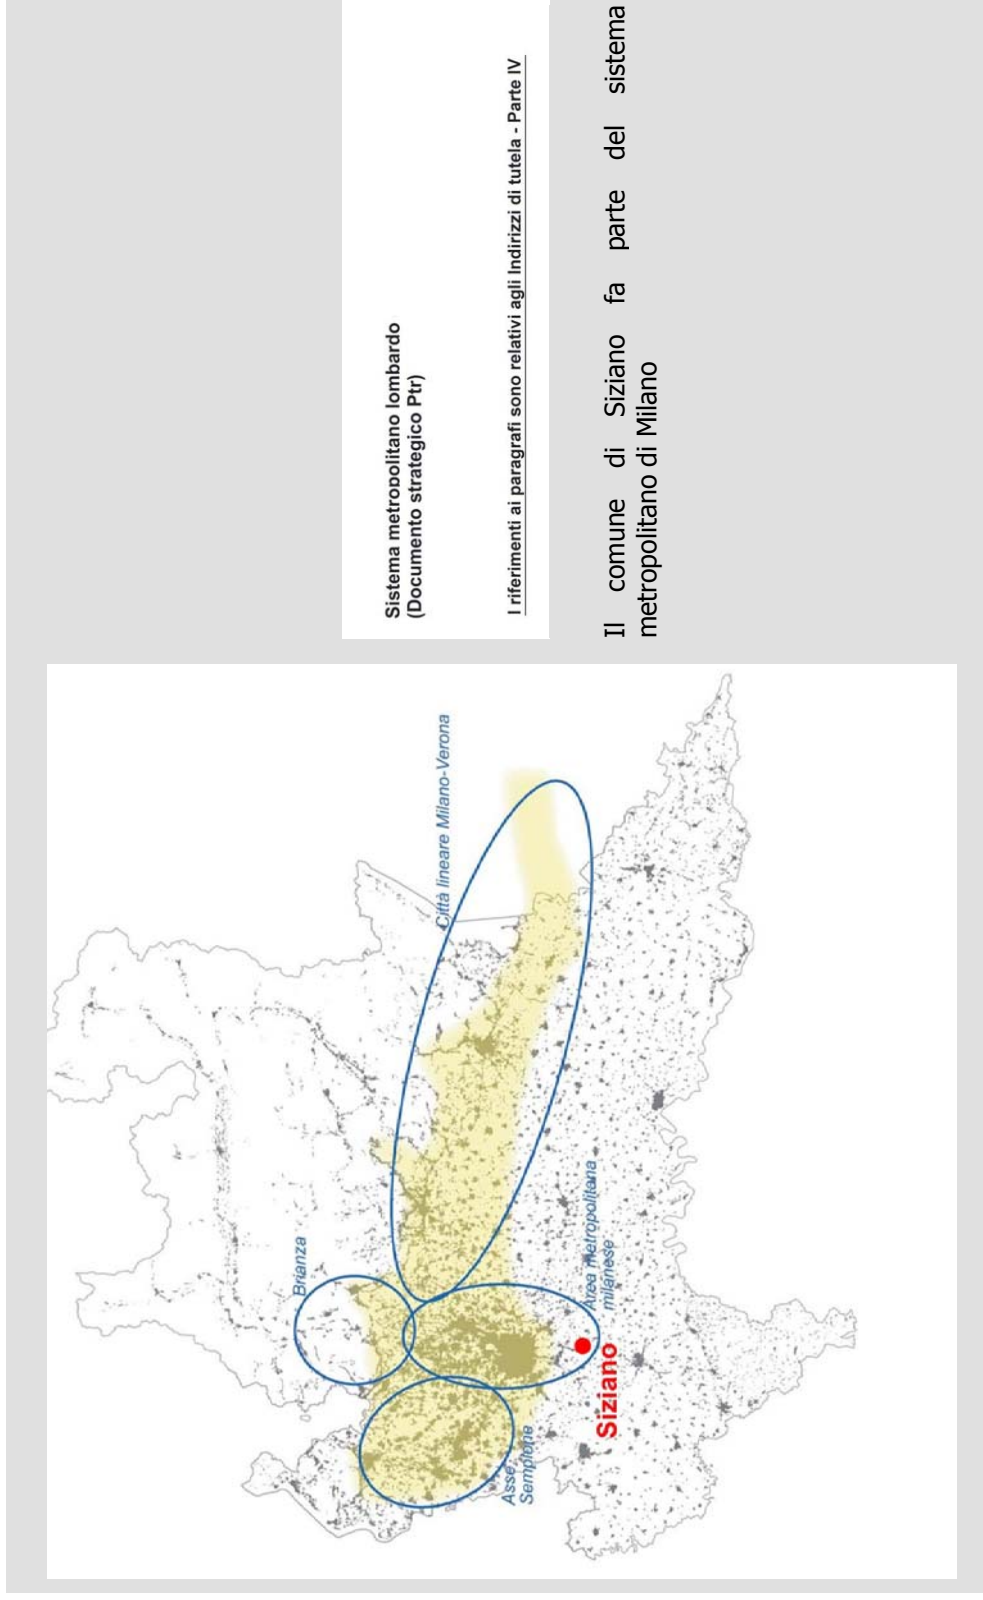 Sistema metropolitano lombardo
(Documento strategico Ptr)
I riferimenti ai paragrafi sono relativi agli Indirizzi di tutela - Parte IV
Il comune di Siziano fa parte del sistema
metropolitano di Milano
Città lineare Milano-Verona
Brianza
Area metropolitana
milanese
Siziano
Asse
Sempione